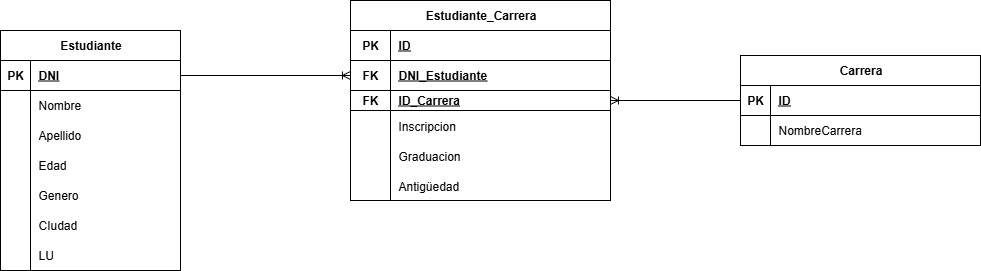 Estudiante
PK DNI
Nombre
Apellido
Edad
Genero
CIudad
LU
Estudiante_Carrera
PK ID
FK DNI_Estudiante
FK ID_Carrera
Inscripcion
Graduacion
Antigüedad
Carrera
PK ID
NombreCarrera